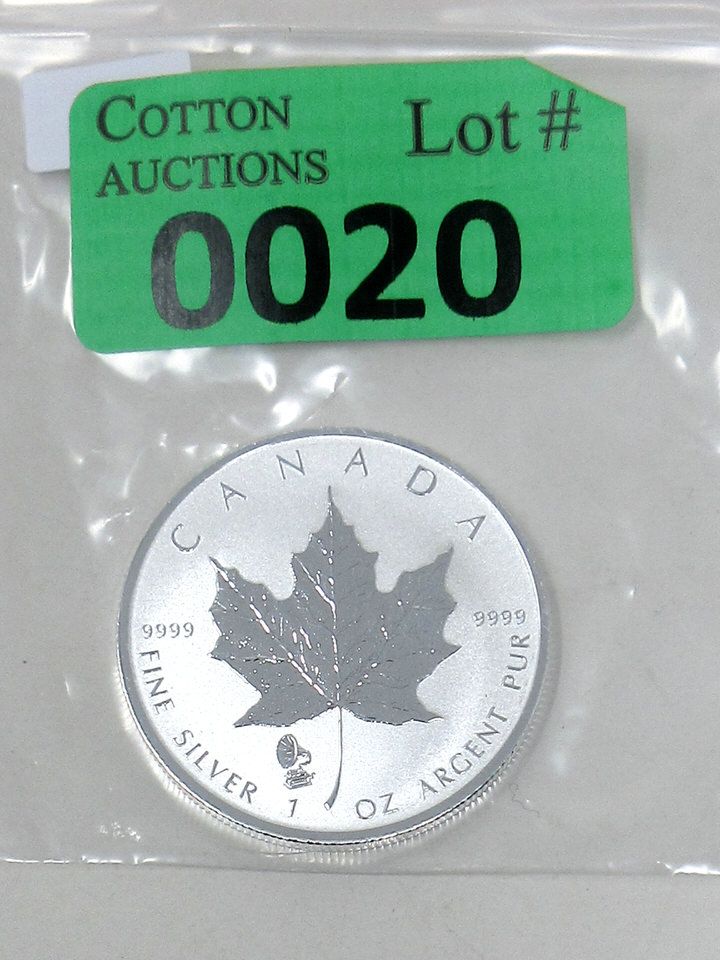 COTTON
AUCTIONS
Lot #
0020
CANADA
9999
9999
FINE SILVER 1 OZ ARGENT PUR